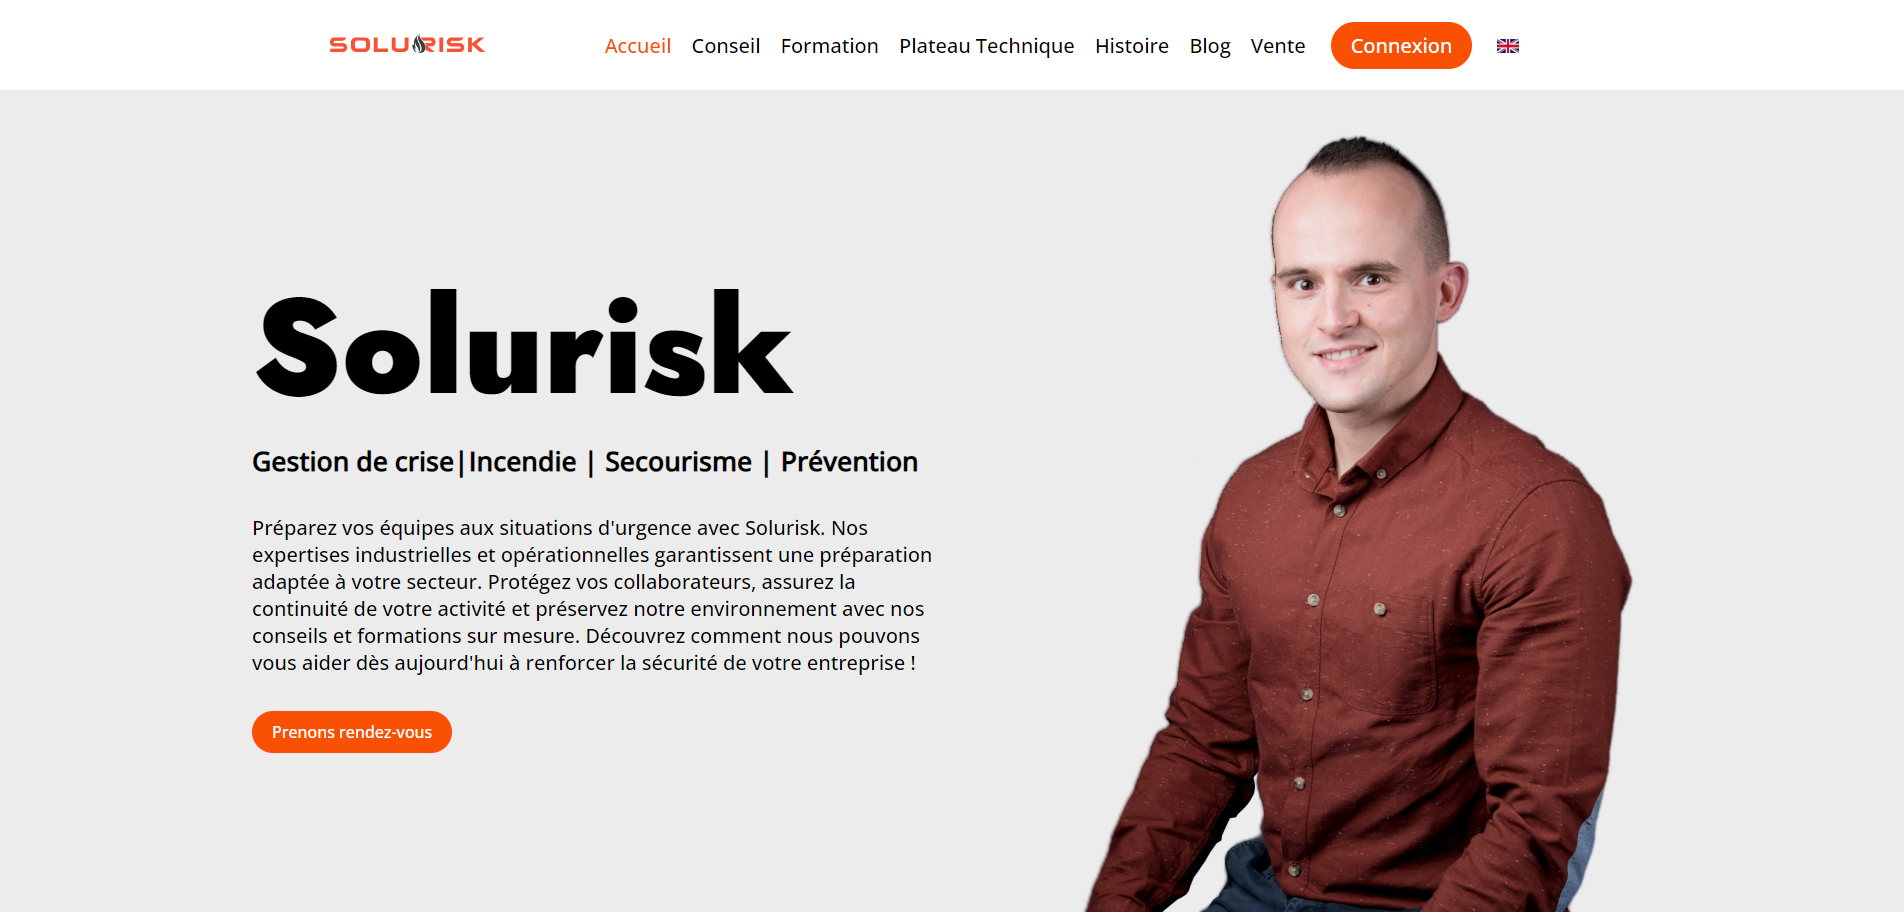 SOLURISK
Accueil Conseil Formation Plateau Technique Histoire Blog Vente Connexion
Solurisk
Gestion de crise|Incendie | Secourisme | Prévention
Préparez vos équipes aux situations d'urgence avec Solurisk. Nos
expertises industrielles et opérationnelles garantissent une préparation
adaptée à votre secteur. Protégez vos collaborateurs, assurez la
continuité de votre activité et préservez notre environnement avec nos
conseils et formations sur mesure. Découvrez comment nous pouvons
vous aider dès aujourd'hui à renforcer la sécurité de votre entreprise !
Prenons rendez-vous